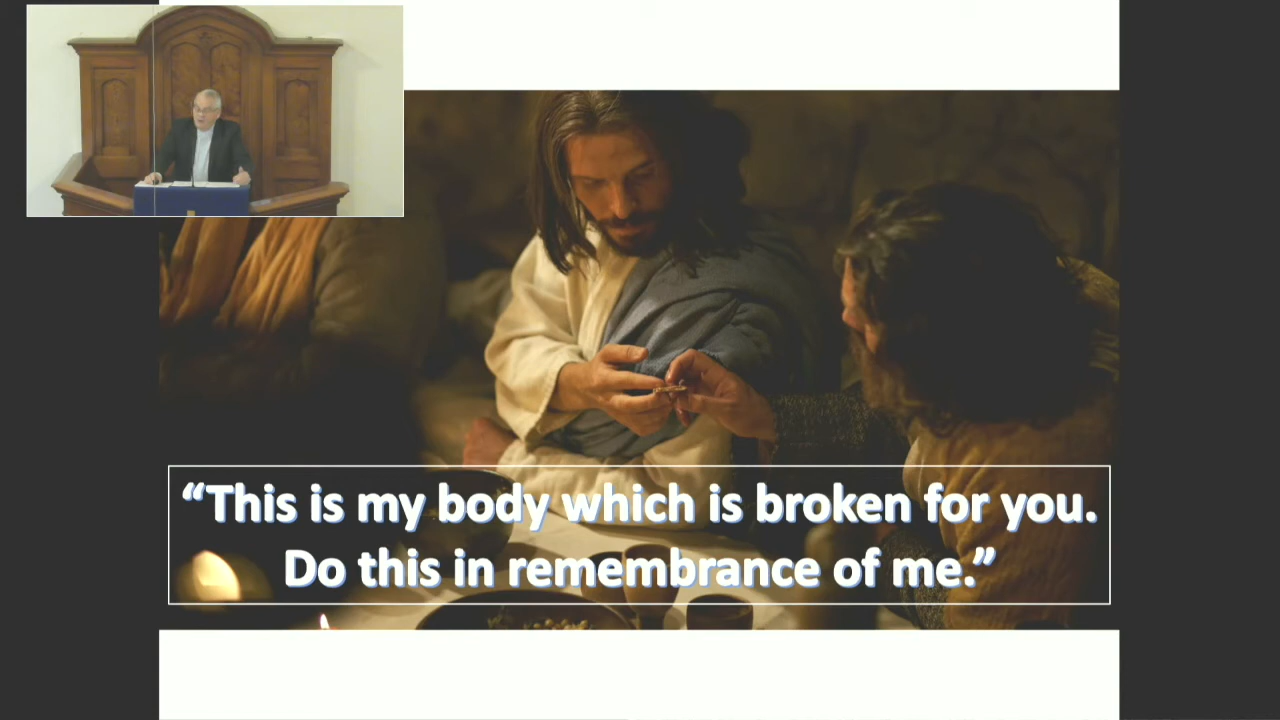 “This is my body which is broken for you.
Do this in remembrance of me.”